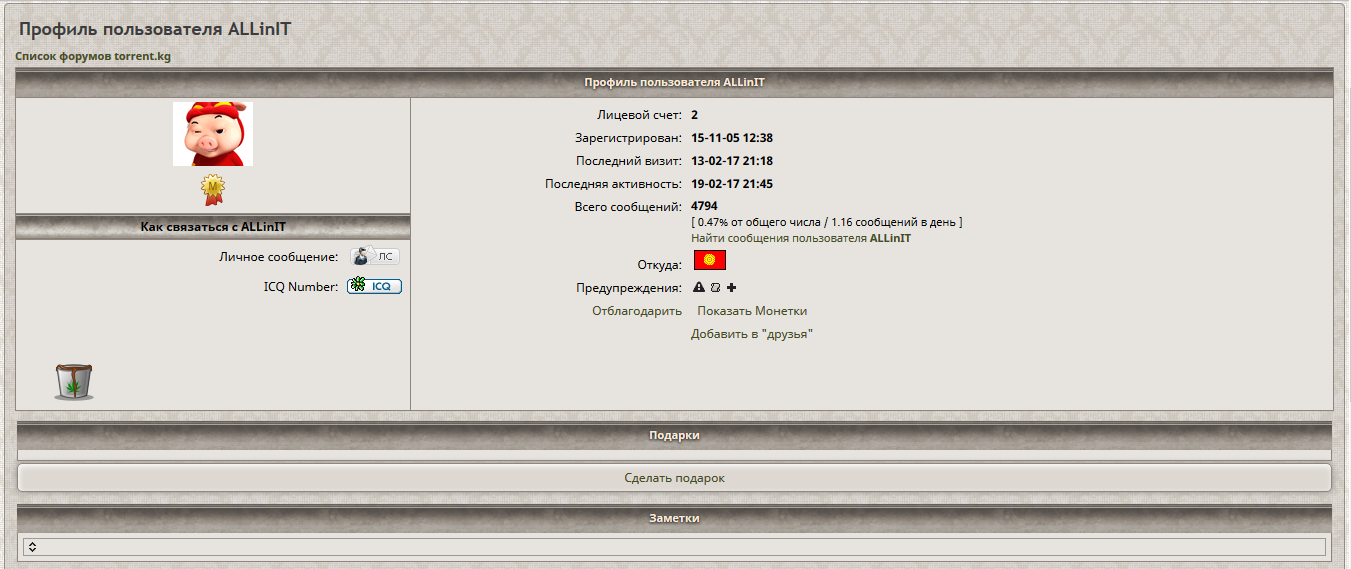 Профиль пользователя ALLinIT
Список форумов torrent.kg
Профиль пользователя ALLinIT
M
Как связаться с ALLinIT
Личное сообщение: ЛС
ICQ Number: ICQ
Лицевой счет: 2
Зарегистрирован: 15-11-05 12:38
Последний визит: 13-02-17 21:18
Последняя активность: 19-02-17 21:45
Всего сообщений: 4794
[ 0.47% от общего числа / 1.16 сообщений в день ]
Найти сообщения пользователя ALLinIT
Откуда:
Предупреждения:
Отблагодарить Показать Монетки
Добавить в "друзья"
Подарки
Сделать подарок
Заметки